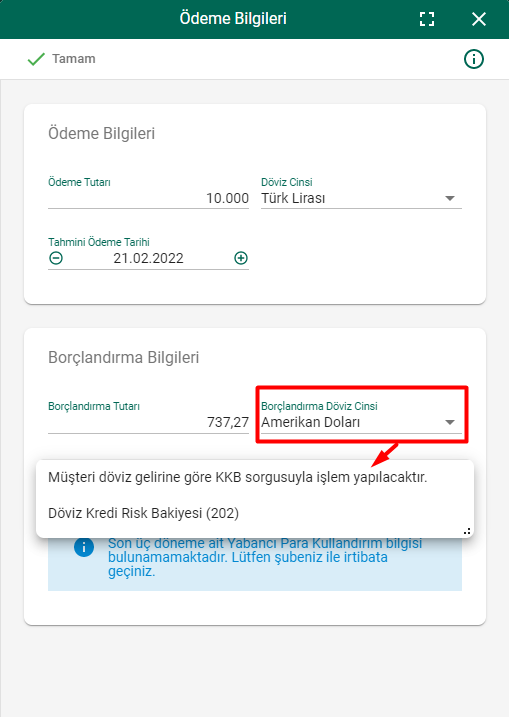 Ödeme Bilgileri
Tamam
Ödeme Bilgileri
Ödeme Tutarı
Döviz Cinsi
10.000
Türk Lirası
Tahmini Ödeme Tarihi
21.02.2022
Borçlandırma Bilgileri
Borçlandırma Tutarı
Borçlandırma Döviz Cinsi
737,27
Amerikan Doları
Müşteri döviz gelirine göre KKB sorgusuyla işlem yapılacaktır.
Döviz Kredi Risk Bakiyesi (202)
Son üç döneme ait Yabancı Para Kullandırım bilgisi
bulunamamaktadır. Lütfen şubeniz ile irtibata
geçiniz.